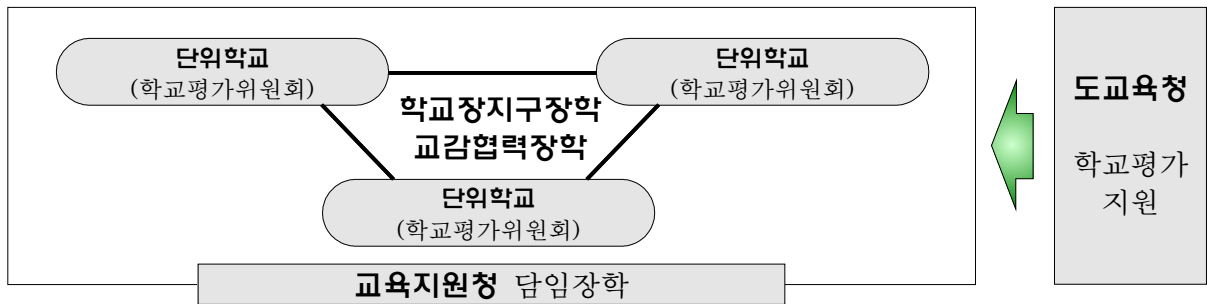 단위학교
(학교평가위원회)
단위학교
(학교평가위원회)
학교장지구장학
교감협력장학
단위학교
(학교평가위원회)
교육지원청 담임장학
도교육청
학교평가
지원